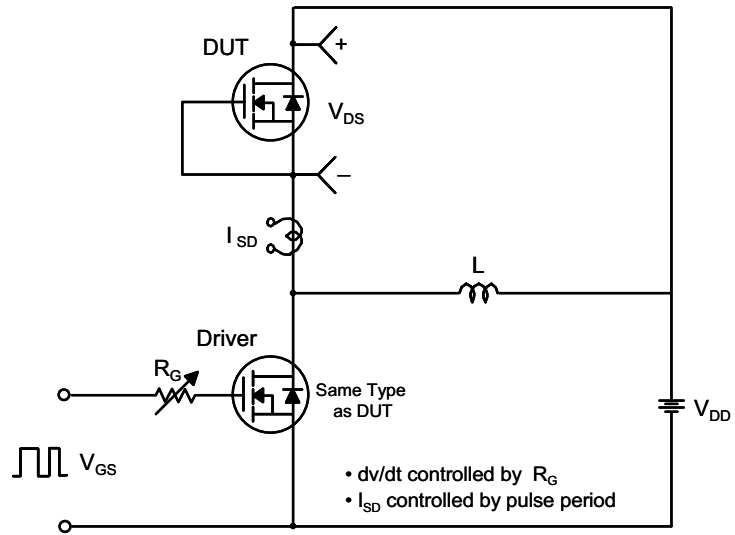 DUT
+
V_DS
–
I_SD
L
Driver
R_G
Same Type
as DUT
V_DD
V_GS
• dv/dt controlled by R_G
• I_SD controlled by pulse period